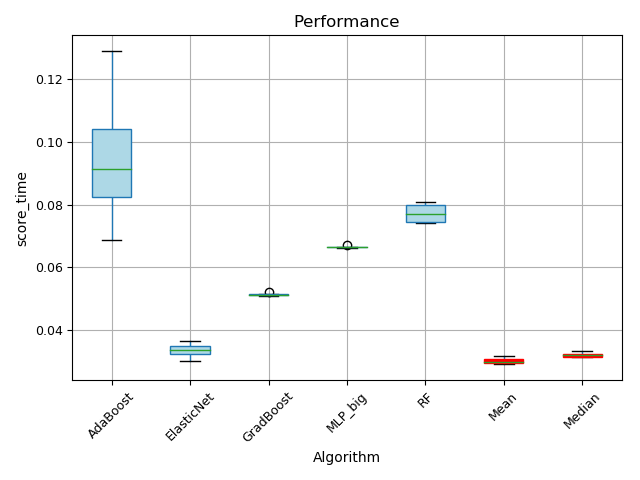 Performance
score_time
0.12
0.10
0.08
0.06
0.04
AdaBoost
ElasticNet
GradBoost
MLP_big
RF
Mean
Median
Algorithm